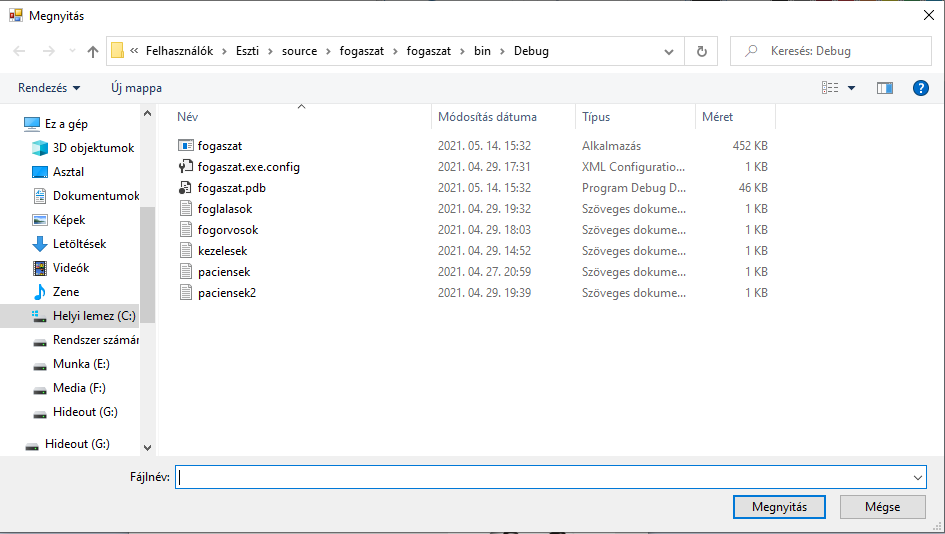 Megnyitás
« Felhasználók › Eszti › source › fogaszat › fogaszat › bin › Debug
Keresés: Debug
Rendezés
Új mappa
Ez a gép
3D objektumok
Asztal
Dokumentumok
Képek
Letöltések
Videók
Zene
Helyi lemez (C:)
Rendszer számár
Munka (E:)
Media (F:)
Hideout (G:)
Hideout (G:)
Név Módosítás dátuma Típus Méret
fogaszat 2021. 05. 14. 15:32 Alkalmazás 452 KB
fogaszat.exe.config 2021. 04. 29. 17:31 XML Configuratio... 1 KB
fogaszat.pdb 2021. 05. 14. 15:32 Program Debug D... 46 KB
foglalasok 2021. 04. 29. 19:32 Szöveges dokume... 1 KB
fogorvosok 2021. 04. 29. 18:03 Szöveges dokume... 1 KB
kezelesek 2021. 04. 29. 14:52 Szöveges dokume... 1 KB
paciensek 2021. 04. 27. 20:59 Szöveges dokume... 1 KB
paciensek2 2021. 04. 29. 19:39 Szöveges dokume... 1 KB
Fájlnév:
Megnyitás
Mégse